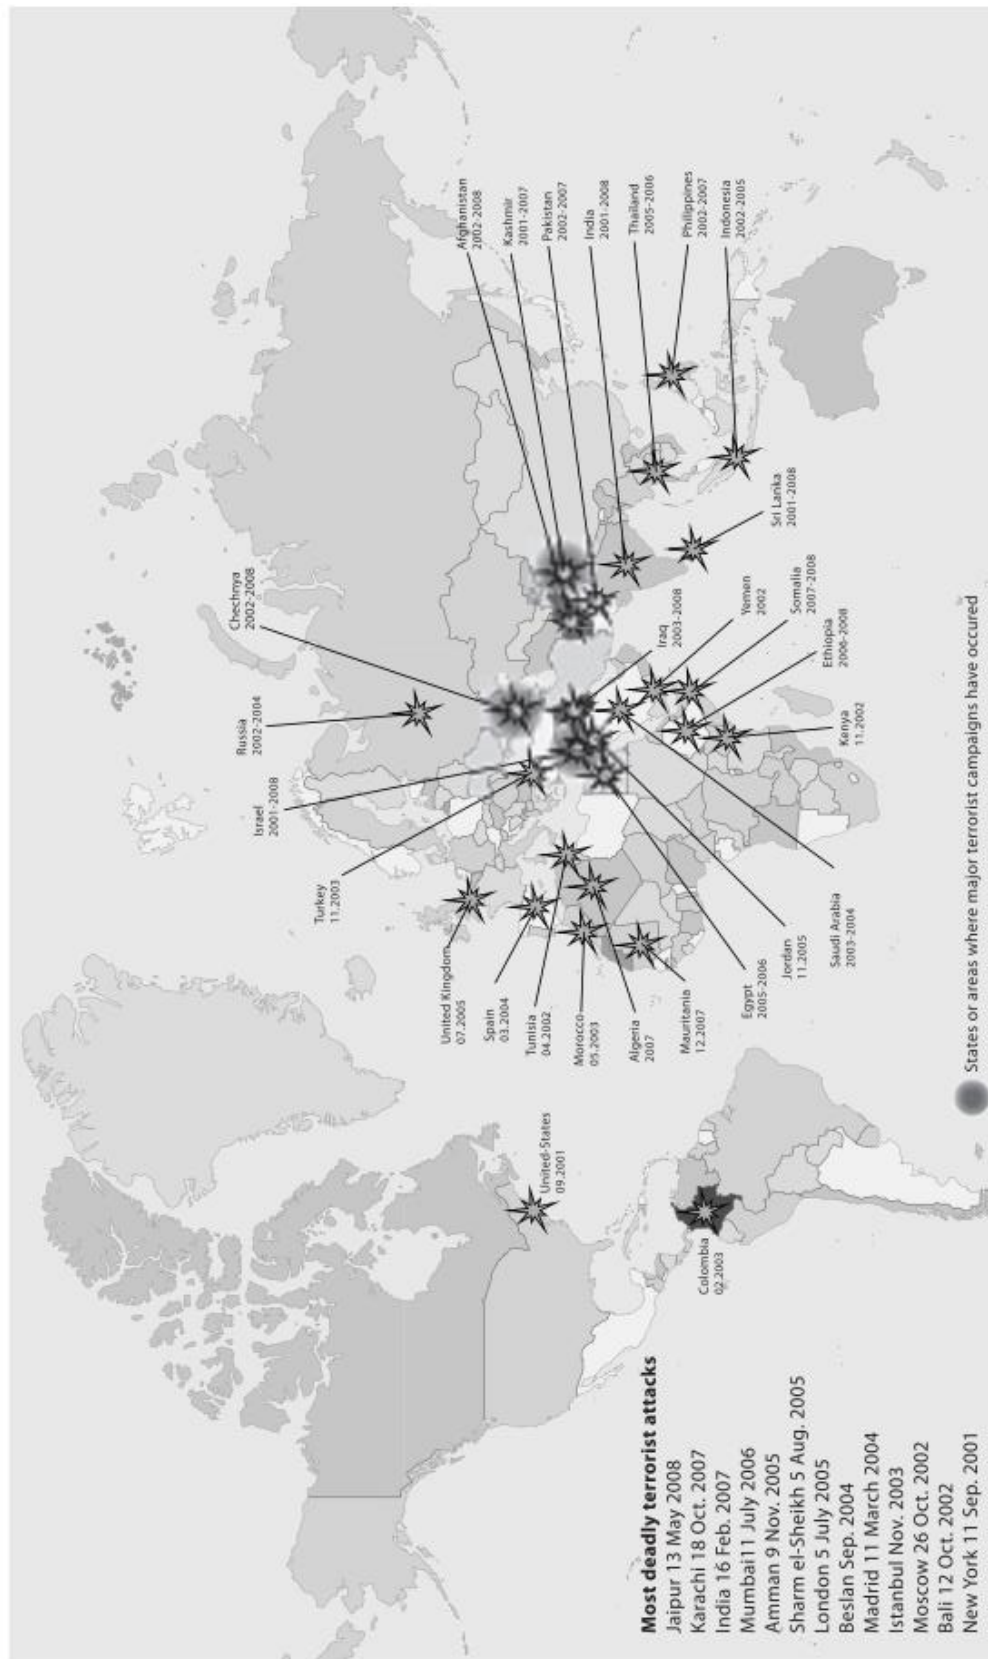 Afghanistan
2002-2008
Kashmir
2001-2007
Pakistan
2002-2007
India
2001-2008
Thailand
2005-2006
Philippines
2002-2007
Indonesia
2002-2005
Chechnya
2002-2008
Russia
2002-2004
Israel
2001-2008
Turkey
11.2003
United Kingdom
07.2005
Spain
03.2004
Tunisia
04.2002
Morocco
05.2003
Algeria
2007
Mauritania
12.2007
Egypt
2005-2006
Jordan
11.2005
Saudi Arabia
2003-2004
Kenya
11.2002
Ethiopia
2006-2008
Somalia
2007-2008
Yemen
2002
Iraq
2003-2008
Sri Lanka
2001-2008
United-States
09.2001
Colombia
02.2003
Most deadly terrorist attacks
Jaipur 13 May 2008
Karachi 18 Oct. 2007
India 16 Feb. 2007
Mumbai 11 July 2006
Amman 9 Nov. 2005
Sharm el-Sheikh 5 Aug. 2005
London 5 July 2005
Beslan Sep. 2004
Madrid 11 March 2004
Istanbul Nov. 2003
Moscow 26 Oct. 2002
Bali 12 Oct. 2002
New York 11 Sep. 2001
States or areas where major terrorist campaigns have occured